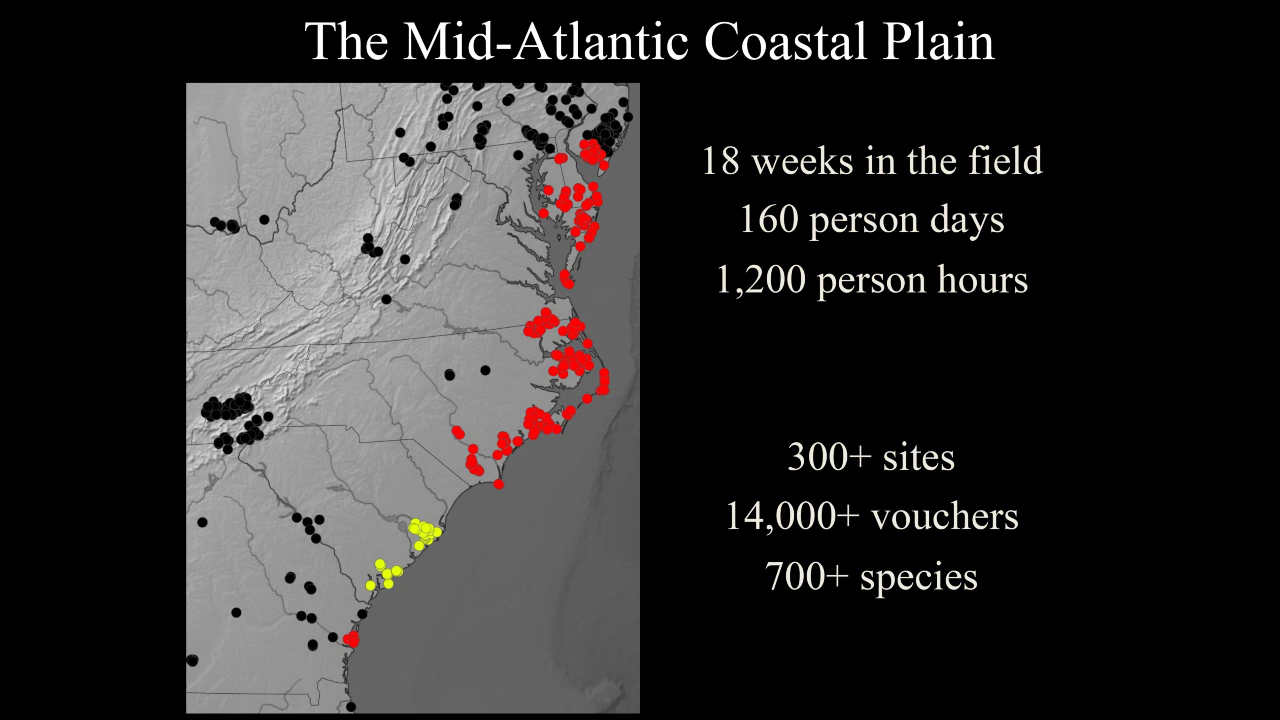 The Mid-Atlantic Coastal Plain
18 weeks in the field
160 person days
1,200 person hours
300+ sites
14,000+ vouchers
700+ species